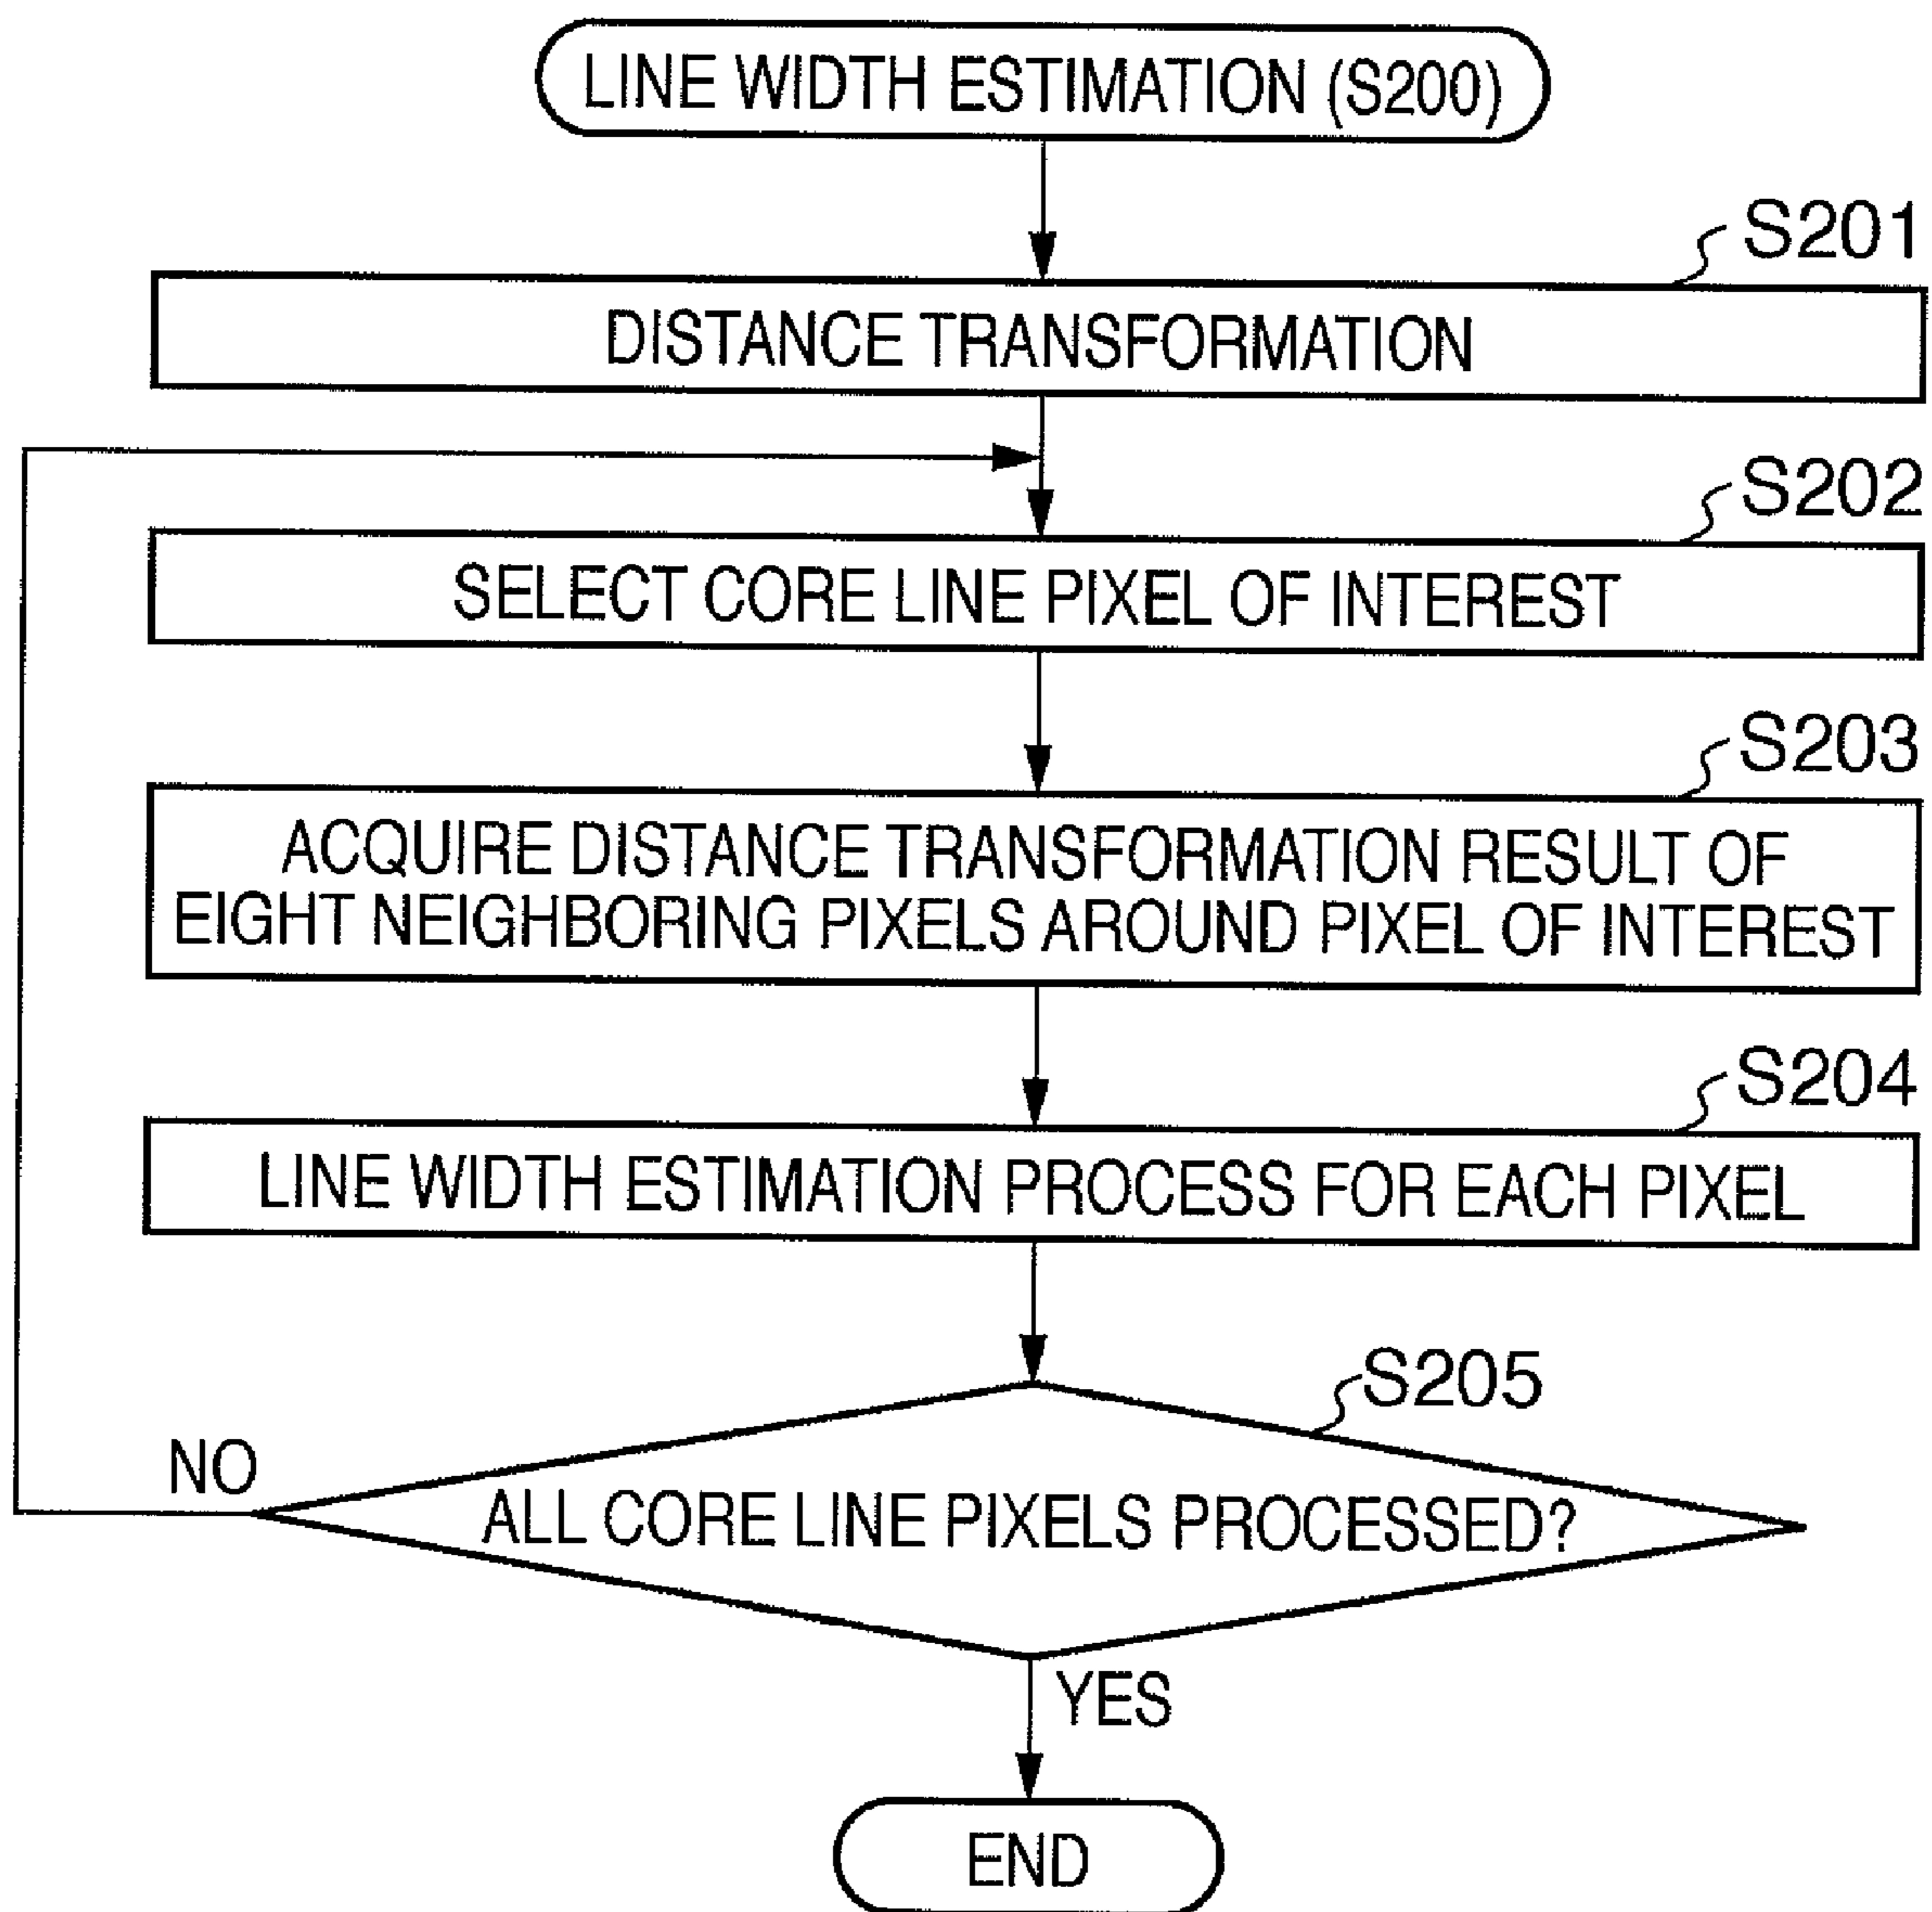 LINE WIDTH ESTIMATION (S200)
S201
DISTANCE TRANSFORMATION
S202
SELECT CORE LINE PIXEL OF INTEREST
S203
ACQUIRE DISTANCE TRANSFORMATION RESULT OF
EIGHT NEIGHBORING PIXELS AROUND PIXEL OF INTEREST
S204
LINE WIDTH ESTIMATION PROCESS FOR EACH PIXEL
S205
NO
ALL CORE LINE PIXELS PROCESSED?
YES
END